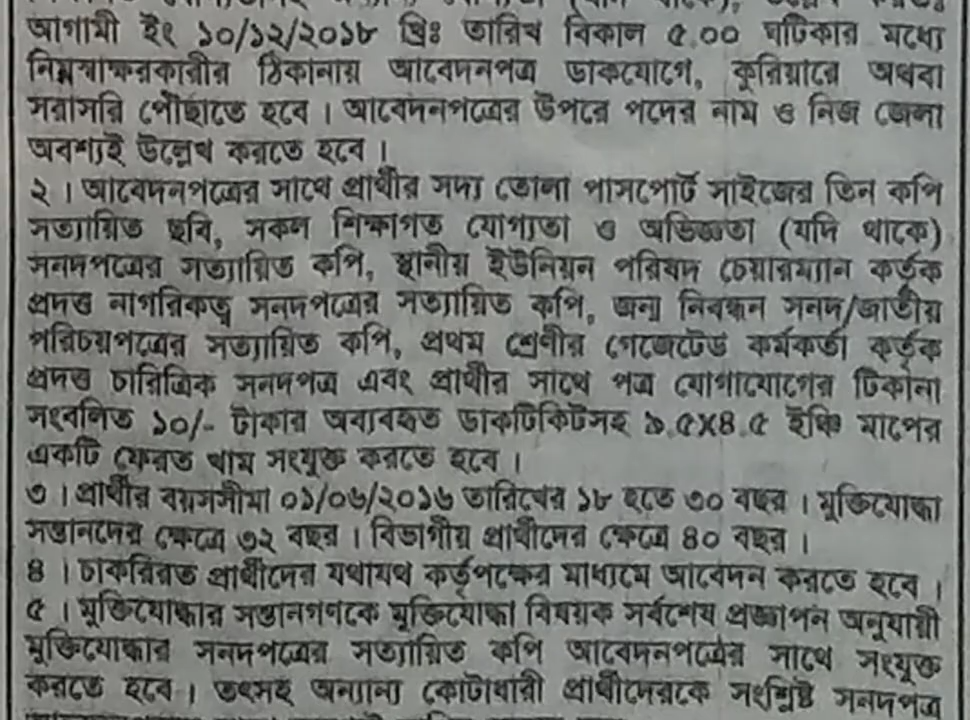 আগামী ইং ১০/১২/২০১৮ খ্রিঃ তারিখ বিকাল ৫.০০ ঘটিকার মধ্যে
নিম্নস্বাক্ষরকারীর ঠিকানায় আবেদনপত্র ডাকযোগে, কুরিয়ারে অথবা
সরাসরি পৌঁছাতে হবে। আবেদনপত্রের উপরে পদের নাম ও নিজ জেলা
অবশ্যই উল্লেখ করতে হবে।
২। আবেদনপত্রের সাথে প্রার্থীর সদ্য তোলা পাসপোর্ট সাইজের তিন কপি
সত্যায়িত ছবি, সকল শিক্ষাগত যোগ্যতা ও অভিজ্ঞতা (যদি থাকে)
সনদপত্রের সত্যায়িত কপি, স্থানীয় ইউনিয়ন পরিষদ চেয়ারম্যান কর্তৃক
প্রদত্ত নাগরিকত্ব সনদপত্রের সত্যায়িত কপি, জন্ম নিবন্ধন সনদ/জাতীয়
পরিচয়পত্রের সত্যায়িত কপি, প্রথম শ্রেণীর গেজেটেড কর্মকর্তা কর্তৃক
প্রদত্ত চারিত্রিক সনদপত্র এবং প্রার্থীর সাথে পত্র যোগাযোগের ঠিকানা
সংবলিত ১০/- টাকার অব্যবহৃত ডাকটিকিটসহ ৯.৫X৪.৫ ইঞ্চি মাপের
একটি ফেরত খাম সংযুক্ত করতে হবে।
৩। প্রার্থীর বয়সসীমা ০১/০৬/২০১৬ তারিখের ১৮ হতে ৩০ বছর। মুক্তিযোদ্ধা
সন্তানদের ক্ষেত্রে ৩২ বছর। বিভাগীয় প্রার্থীদের ক্ষেত্রে ৪০ বছর।
৪। চাকরিরত প্রার্থীদের যথাযথ কর্তৃপক্ষের মাধ্যমে আবেদন করতে হবে।
৫। মুক্তিযোদ্ধার সন্তানগণকে মুক্তিযোদ্ধা বিষয়ক সর্বশেষ প্রজ্ঞাপন অনুযায়ী
মুক্তিযোদ্ধার সনদপত্রের সত্যায়িত কপি আবেদনপত্রের সাথে সংযুক্ত
করতে হবে। তৎসহ অন্যান্য কোটাধারী প্রার্থীদেরকে সংশ্লিষ্ট সনদপত্র